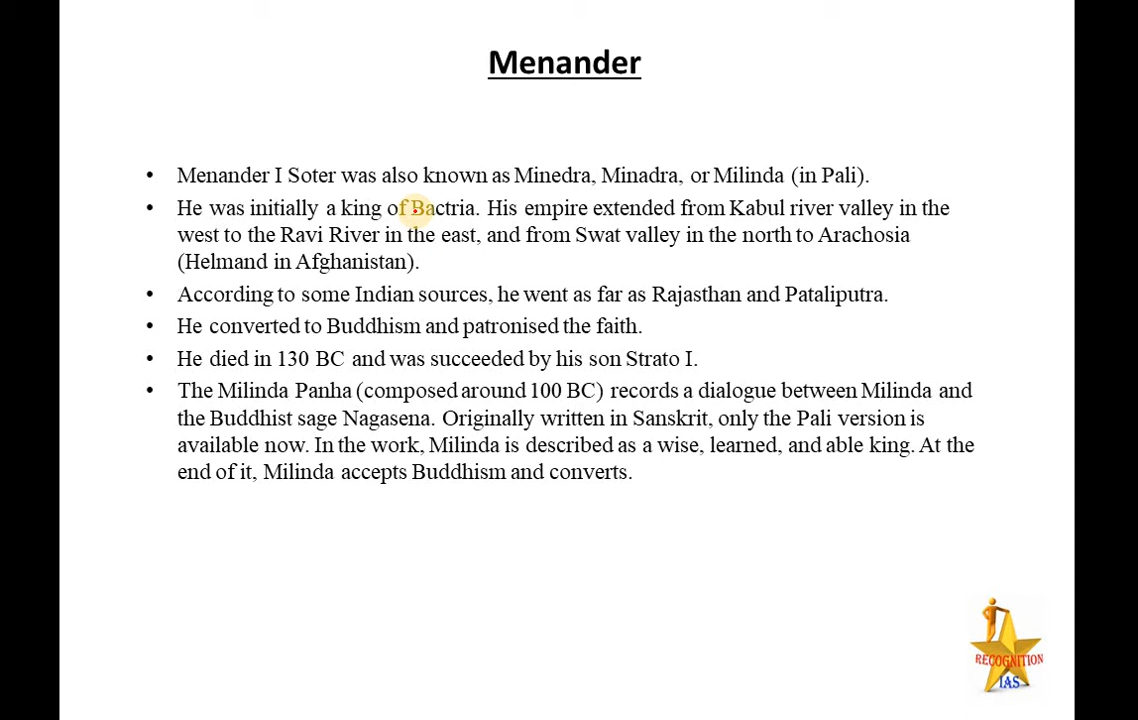 Menander
• Menander I Soter was also known as Minedra, Minadra, or Milinda (in Pali).
• He was initially a king of Bactria. His empire extended from Kabul river valley in the
west to the Ravi River in the east, and from Swat valley in the north to Arachosia
(Helmand in Afghanistan).
• According to some Indian sources, he went as far as Rajasthan and Pataliputra.
• He converted to Buddhism and patronised the faith.
• He died in 130 BC and was succeeded by his son Strato I.
• The Milinda Panha (composed around 100 BC) records a dialogue between Milinda and
the Buddhist sage Nagasena. Originally written in Sanskrit, only the Pali version is
available now. In the work, Milinda is described as a wise, learned, and able king. At the
end of it, Milinda accepts Buddhism and converts.
RECOGNITION
IAS